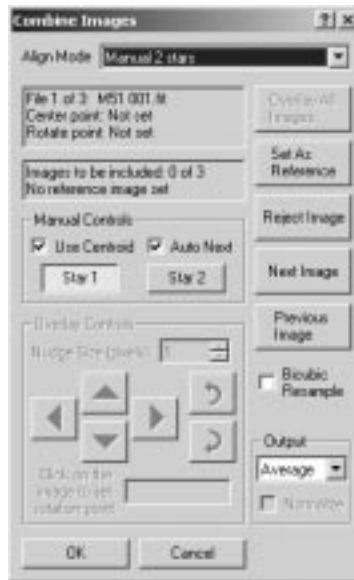 Combine Images
Align Mode Manual 2 stars
File 1 of 3: M51 001.fit
Center point: Not set
Rotate point: Not set
Overlay All
Images
Images to be included: 0 of 3
No reference image set
Set As
Reference
Manual Controls
Reject Image
Use Centroid Auto Next
Star 1 Star 2
Next Image
Previous
Image
Overlay Controls
Nudge Size (pixels) 1
Bicubic
Resample
Output
Average
Click on the
image to set
rotation point
Normalize
OK Cancel